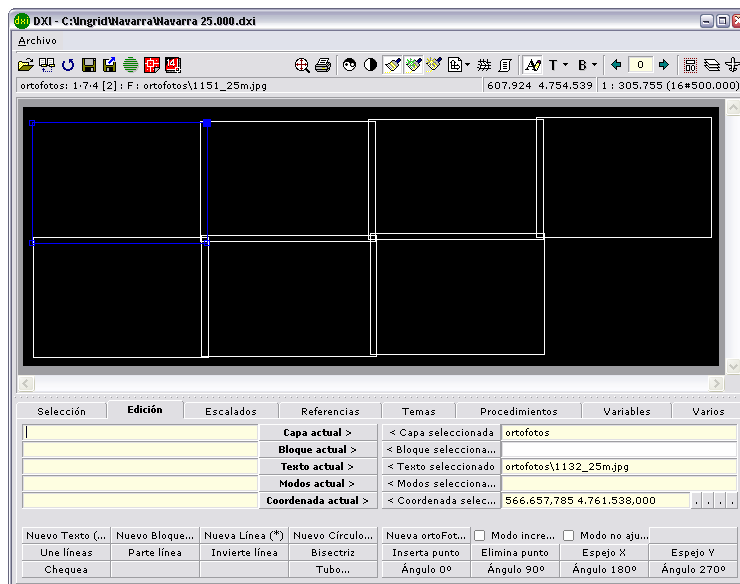 dxi DXI - C:\Ingrid\Navarra\Navarra 25.000.dxi
Archivo
14 A T B 0
ortofotos: 1·7·4 [2] : F : ortofotos\1151_25m.jpg 607.924 4.754.539 1 : 305.755 (16#500.000)
Selección Edición Escalados Referencias Temas Procedimientos Variables Varios
Capa actual > < Capa seleccionada ortofotos
Bloque actual > < Bloque selecciona...
Texto actual > < Texto seleccionado ortofotos\1132_25m.jpg
Modos actual > < Modos selecciona...
Coordenada actual > < Coordenada selec... 566.657,785 4.761.538,000 . . . .
Nuevo Texto (... Nuevo Bloque... Nueva Línea (*) Nuevo Círculo... Nueva ortoFot... Modo incre... Modo no aju...
Une líneas Parte línea Invierte línea Bisectriz Inserta punto Elimina punto Espejo X Espejo Y
Chequea Tubo... Ángulo 0º Ángulo 90º Ángulo 180º Ángulo 270º